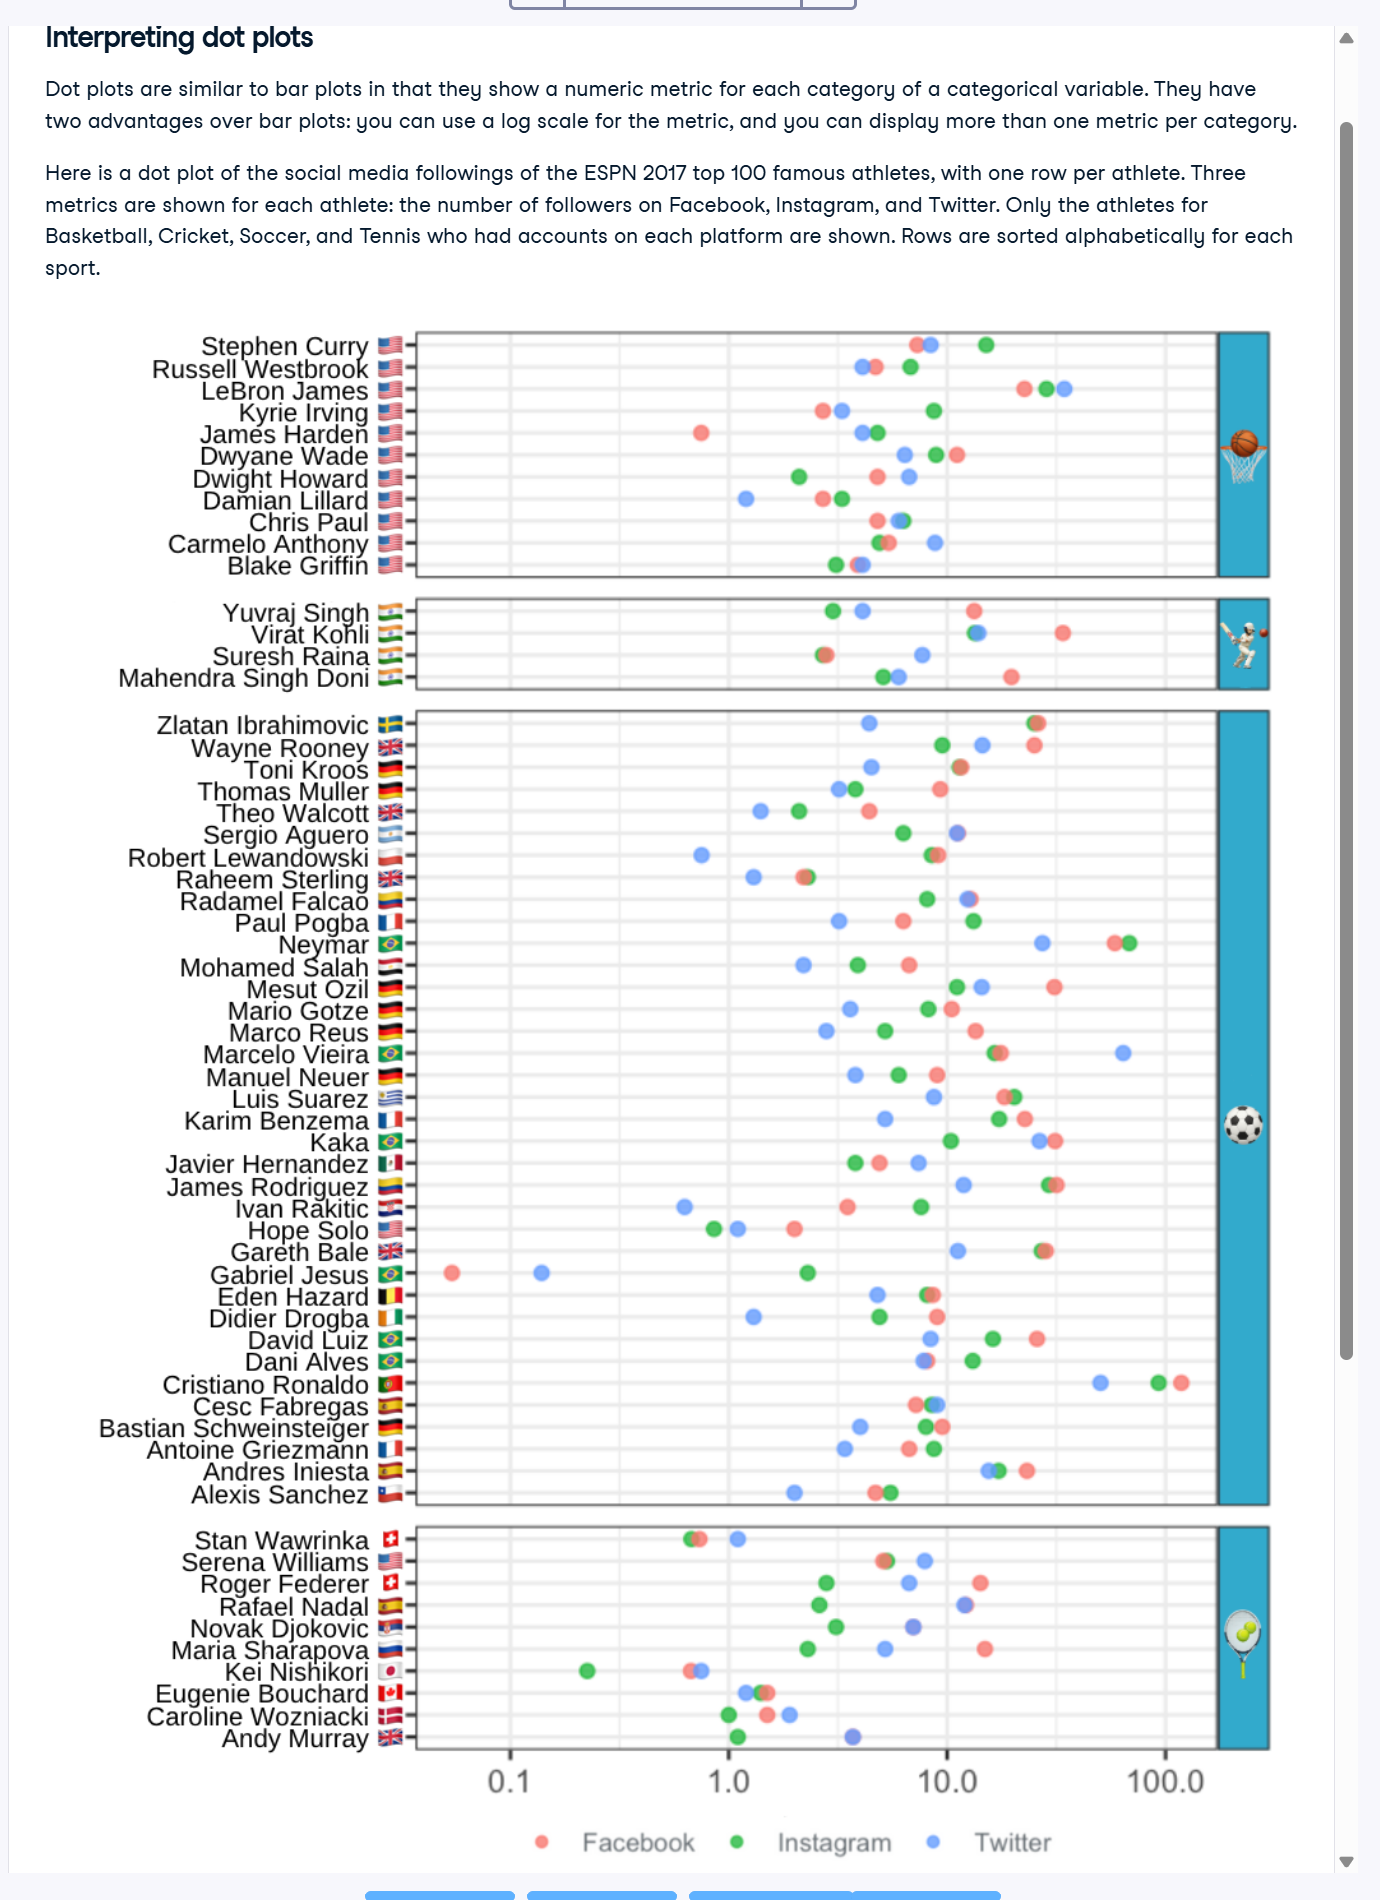 Interpreting dot plots
Dot plots are similar to bar plots in that they show a numeric metric for each category of a categorical variable. They have
two advantages over bar plots: you can use a log scale for the metric, and you can display more than one metric per category.
Here is a dot plot of the social media followings of the ESPN 2017 top 100 famous athletes, with one row per athlete. Three
metrics are shown for each athlete: the number of followers on Facebook, Instagram, and Twitter. Only the athletes for
Basketball, Cricket, Soccer, and Tennis who had accounts on each platform are shown. Rows are sorted alphabetically for each
sport.
Stephen Curry
Russell Westbrook
LeBron James
Kyrie Irving
James Harden
Dwyane Wade
Dwight Howard
Damian Lillard
Chris Paul
Carmelo Anthony
Blake Griffin
Yuvraj Singh
Virat Kohli
Suresh Raina
Mahendra Singh Doni
Zlatan Ibrahimovic
Wayne Rooney
Toni Kroos
Thomas Muller
Theo Walcott
Sergio Aguero
Robert Lewandowski
Raheem Sterling
Radamel Falcao
Paul Pogba
Neymar
Mohamed Salah
Mesut Ozil
Mario Gotze
Marco Reus
Marcelo Vieira
Manuel Neuer
Luis Suarez
Karim Benzema
Kaka
Javier Hernandez
James Rodriguez
Ivan Rakitic
Hope Solo
Gareth Bale
Gabriel Jesus
Eden Hazard
Didier Drogba
David Luiz
Dani Alves
Cristiano Ronaldo
Cesc Fabregas
Bastian Schweinsteiger
Antoine Griezmann
Andres Iniesta
Alexis Sanchez
Stan Wawrinka
Serena Williams
Roger Federer
Rafael Nadal
Novak Djokovic
Maria Sharapova
Kei Nishikori
Eugenie Bouchard
Caroline Wozniacki
Andy Murray
0.1 1.0 10.0 100.0
Facebook Instagram Twitter